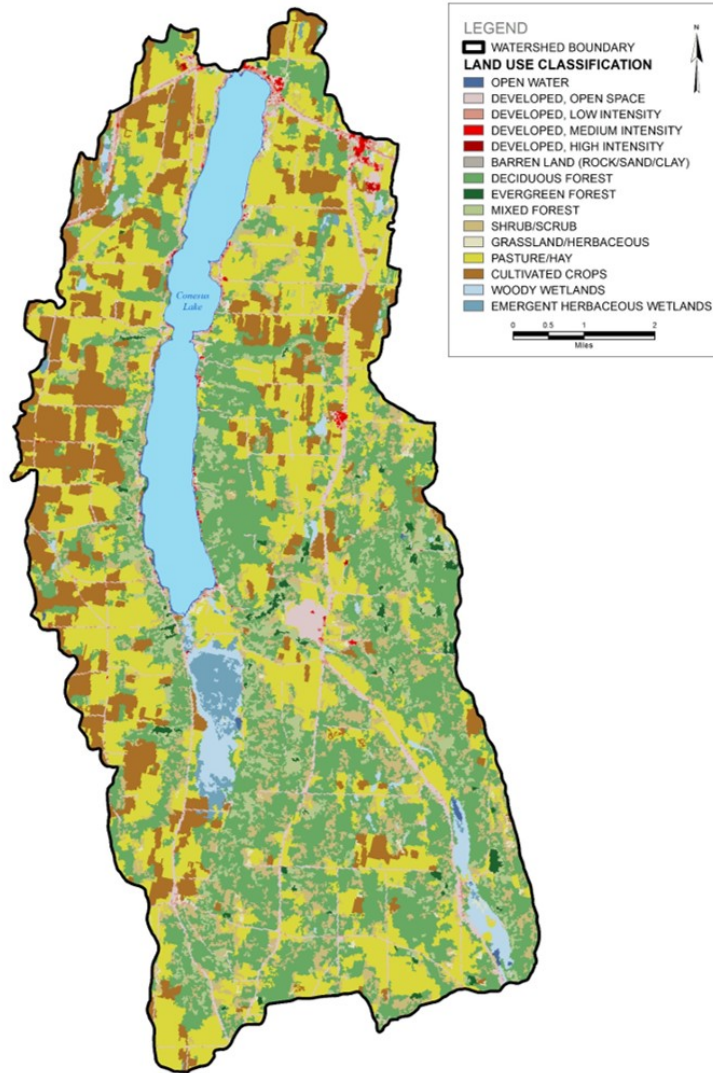 LEGEND
WATERSHED BOUNDARY
LAND USE CLASSIFICATION
OPEN WATER
DEVELOPED, OPEN SPACE
DEVELOPED, LOW INTENSITY
DEVELOPED, MEDIUM INTENSITY
DEVELOPED, HIGH INTENSITY
BARREN LAND (ROCK/SAND/CLAY)
DECIDUOUS FOREST
EVERGREEN FOREST
MIXED FOREST
SHRUB/SCRUB
GRASSLAND/HERBACEOUS
PASTURE/HAY
CULTIVATED CROPS
WOODY WETLANDS
EMERGENT HERBACEOUS WETLANDS
N
0 0.5 1 2
Miles
Conesus
Lake